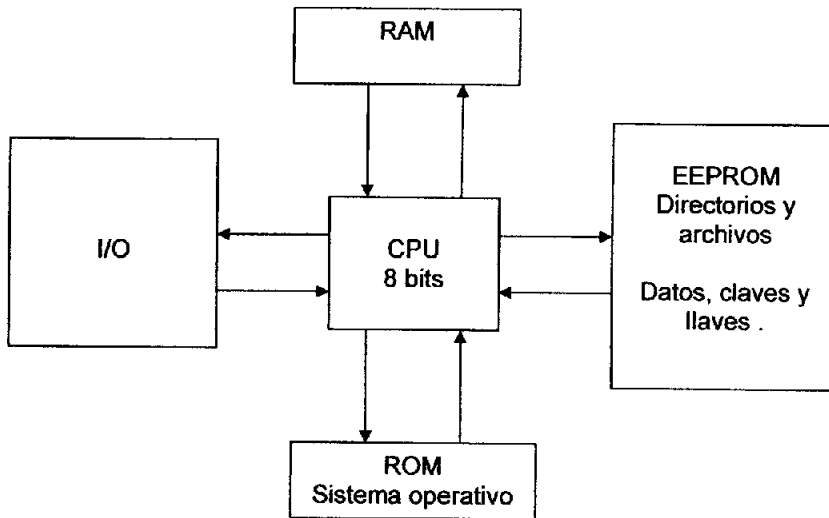 RAM
I/O
CPU
8 bits
EEPROM
Directorios y
archivos
Datos, claves y
llaves .
ROM
Sistema operativo